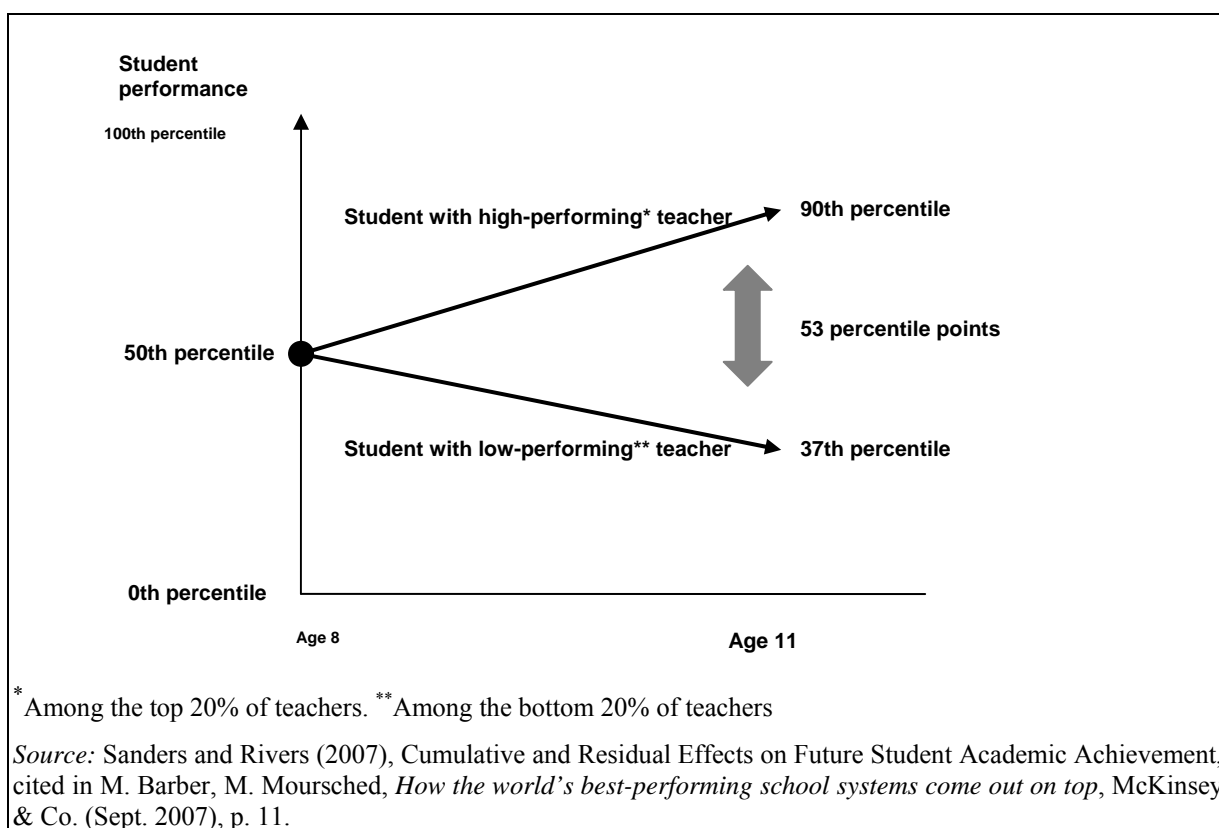 Student
performance
100th percentile
Student with high-performing* teacher
90th percentile
53 percentile points
50th percentile
Student with low-performing** teacher
37th percentile
0th percentile
Age 8
Age 11
*Among the top 20% of teachers. **Among the bottom 20% of teachers
Source: Sanders and Rivers (2007), Cumulative and Residual Effects on Future Student Academic Achievement,
cited in M. Barber, M. Moursched, How the world's best-performing school systems come out on top, McKinsey
& Co. (Sept. 2007), p. 11.